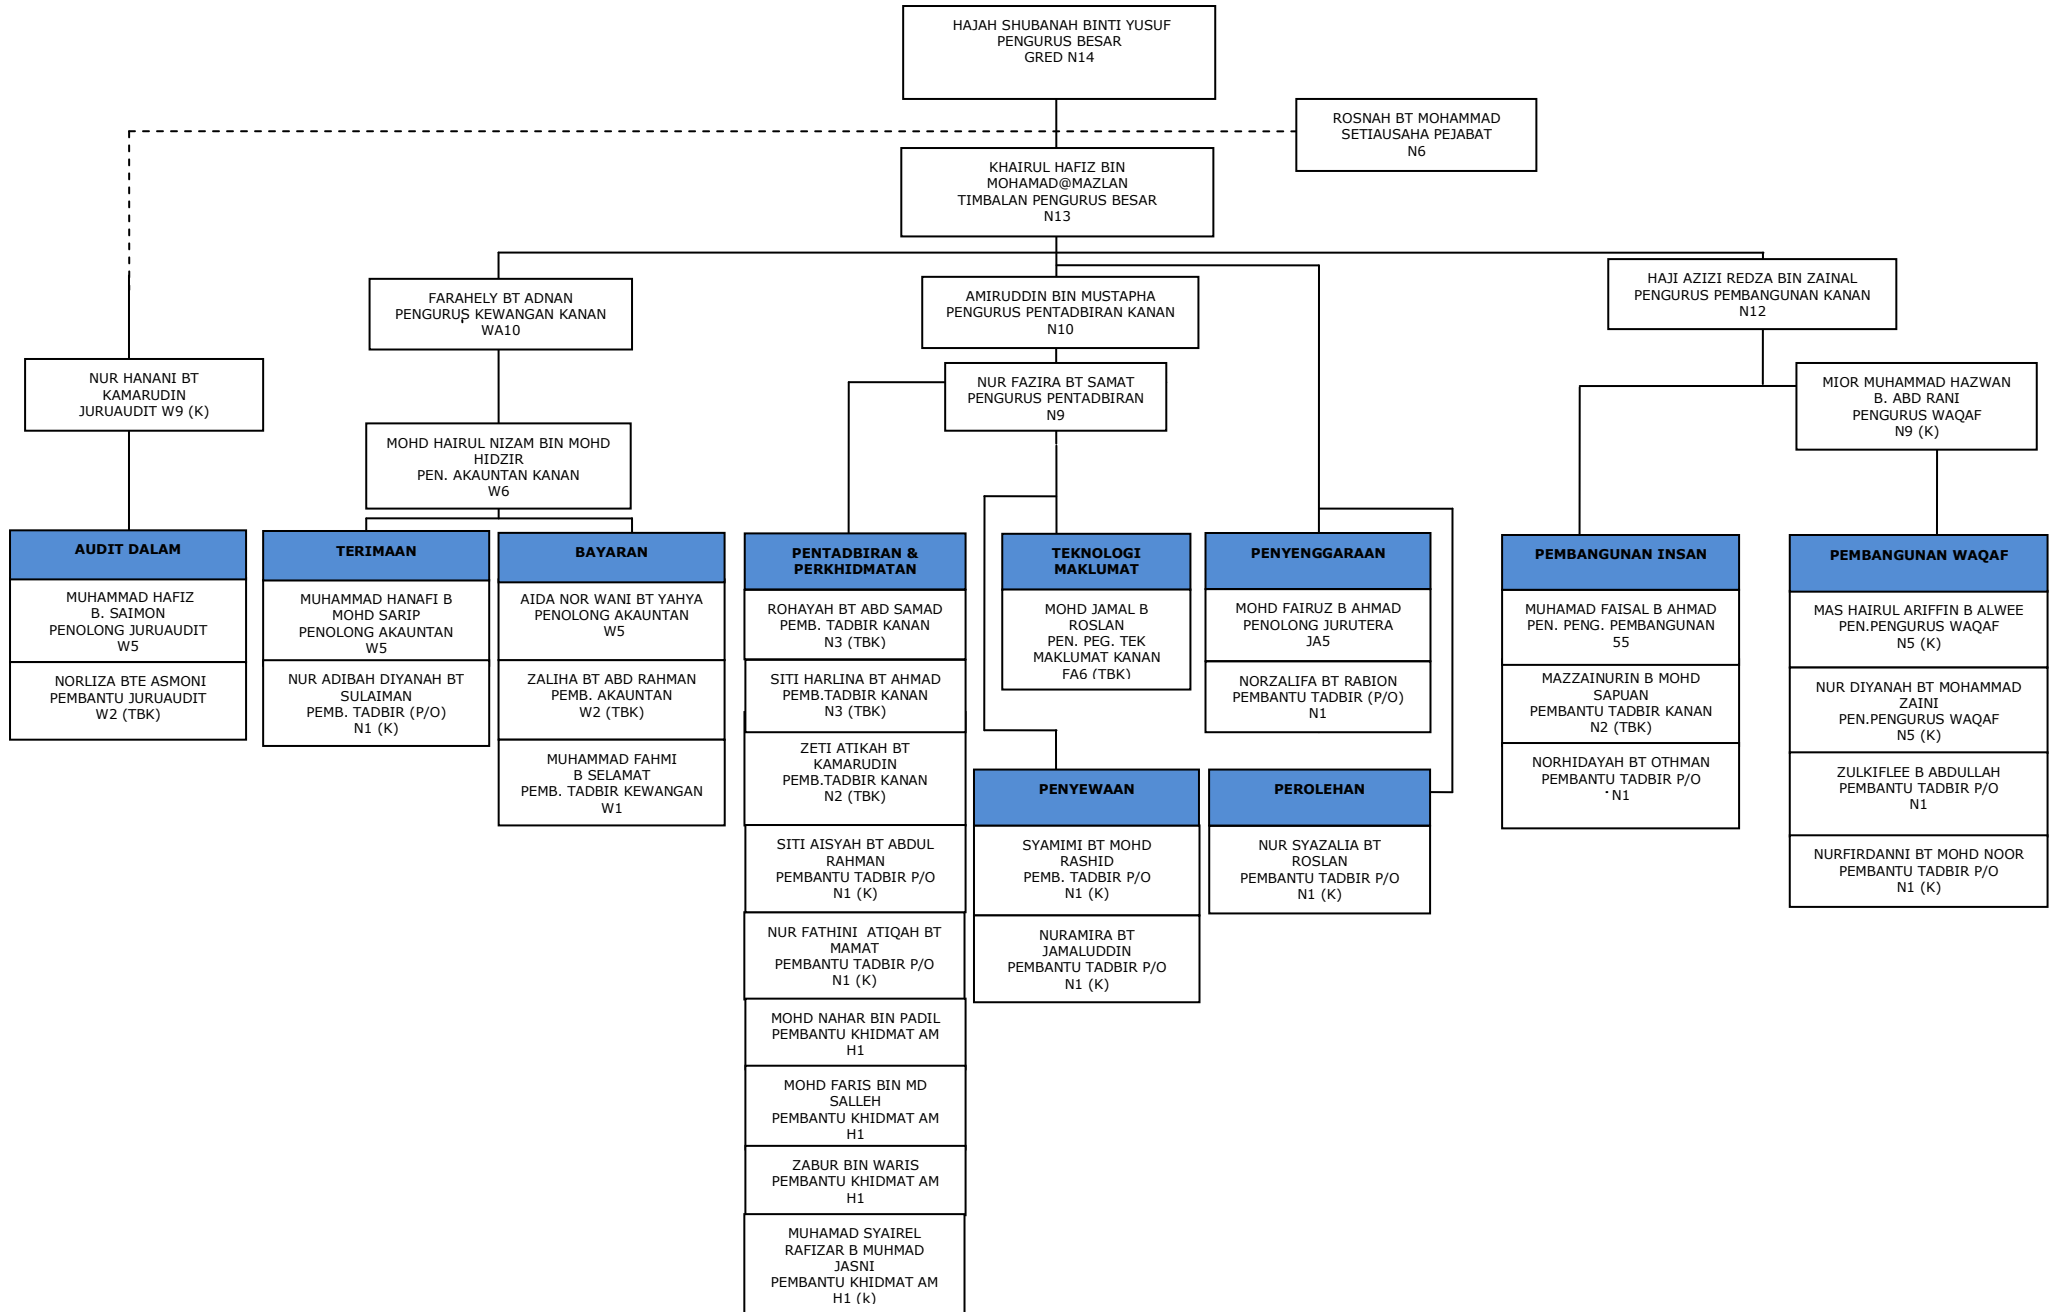 HAJAH SHUBANAH BINTI YUSUF
PENGURUS BESAR
GRED N14
ROSNAH BT MOHAMMAD
SETIAUSAHA PEJABAT
N6
KHAIRUL HAFIZ BIN
MOHAMAD@MAZLAN
TIMBALAN PENGURUS BESAR
N13
FARAHELY BT ADNAN
PENGURUS KEWANGAN KANAN
WA10
AMIRUDDIN BIN MUSTAPHA
PENGURUS PENTADBIRAN KANAN
N10
HAJI AZIZI REDZA BIN ZAINAL
PENGURUS PEMBANGUNAN KANAN
N12
NUR HANANI BT
KAMARUDIN
JURUAUDIT W9 (K)
NUR FAZIRA BT SAMAT
PENGURUS PENTADBIRAN
N9
MIOR MUHAMMAD HAZWAN
B. ABD RANI
PENGURUS WAQAF
N9 (K)
MOHD HAIRUL NIZAM BIN MOHD
HIDZIR
PEN. AKAUNTAN KANAN
W6
AUDIT DALAM
MUHAMMAD HAFIZ
B. SAIMON
PENOLONG JURUAUDIT
W5
NORLIZA BTE ASMONI
PEMBANTU JURUAUDIT
W2 (TBK)
TERIMAAN
MUHAMMAD HANAFI B
MOHD SARIP
PENOLONG AKAUNTAN
W5
NUR ADIBAH DIYANAH BT
SULAIMAN
PEMB. TADBIR (P/O)
N1 (K)
BAYARAN
AIDA NOR WANI BT YAHYA
PENOLONG AKAUNTAN
W5
ZALIHA BT ABD RAHMAN
PEMB. AKAUNTAN
W2 (TBK)
MUHAMMAD FAHMI
B SELAMAT
PEMB. TADBIR KEWANGAN
W1
PENTADBIRAN &
PERKHIDMATAN
ROHAYAH BT ABD SAMAD
PEMB. TADBIR KANAN
N3 (TBK)
SITI HARLINA BT AHMAD
PEMB.TADBIR KANAN
N3 (TBK)
ZETI ATIKAH BT
KAMARUDIN
PEMB.TADBIR KANAN
N2 (TBK)
SITI AISYAH BT ABDUL
RAHMAN
PEMBANTU TADBIR P/O
N1 (K)
NUR FATHINI  ATIQAH BT
MAMAT
PEMBANTU TADBIR P/O
N1 (K)
MOHD NAHAR BIN PADIL
PEMBANTU KHIDMAT AM
H1
MOHD FARIS BIN MD
SALLEH
PEMBANTU KHIDMAT AM
H1
ZABUR BIN WARIS
PEMBANTU KHIDMAT AM
H1
MUHAMAD SYAIREL
RAFIZAR B MUHMAD
JASNI
PEMBANTU KHIDMAT AM
H1 (k)
TEKNOLOGI
MAKLUMAT
MOHD JAMAL B
ROSLAN
PEN. PEG. TEK
MAKLUMAT KANAN
FA6 (TBK)
PENYEWAAN
SYAMIMI BT MOHD
RASHID
PEMB. TADBIR P/O
N1 (K)
NURAMIRA BT
JAMALUDDIN
PEMBANTU TADBIR P/O
N1 (K)
PENYENGGARAAN
MOHD FAIRUZ B AHMAD
PENOLONG JURUTERA
JA5
NORZALIFA BT RABION
PEMBANTU TADBIR (P/O)
N1
PEROLEHAN
NUR SYAZALIA BT
ROSLAN
PEMBANTU TADBIR P/O
N1 (K)
PEMBANGUNAN INSAN
MUHAMAD FAISAL B AHMAD
PEN. PENG. PEMBANGUNAN
55
MAZZAINURIN B MOHD
SAPUAN
PEMBANTU TADBIR KANAN
N2 (TBK)
NORHIDAYAH BT OTHMAN
PEMBANTU TADBIR P/O
N1
PEMBANGUNAN WAQAF
MAS HAIRUL ARIFFIN B ALWEE
PEN.PENGURUS WAQAF
N5 (K)
NUR DIYANAH BT MOHAMMAD
ZAINI
PEN.PENGURUS WAQAF
N5 (K)
ZULKIFLEE B ABDULLAH
PEMBANTU TADBIR P/O
N1
NURFIRDANNI BT MOHD NOOR
PEMBANTU TADBIR P/O
N1 (K)